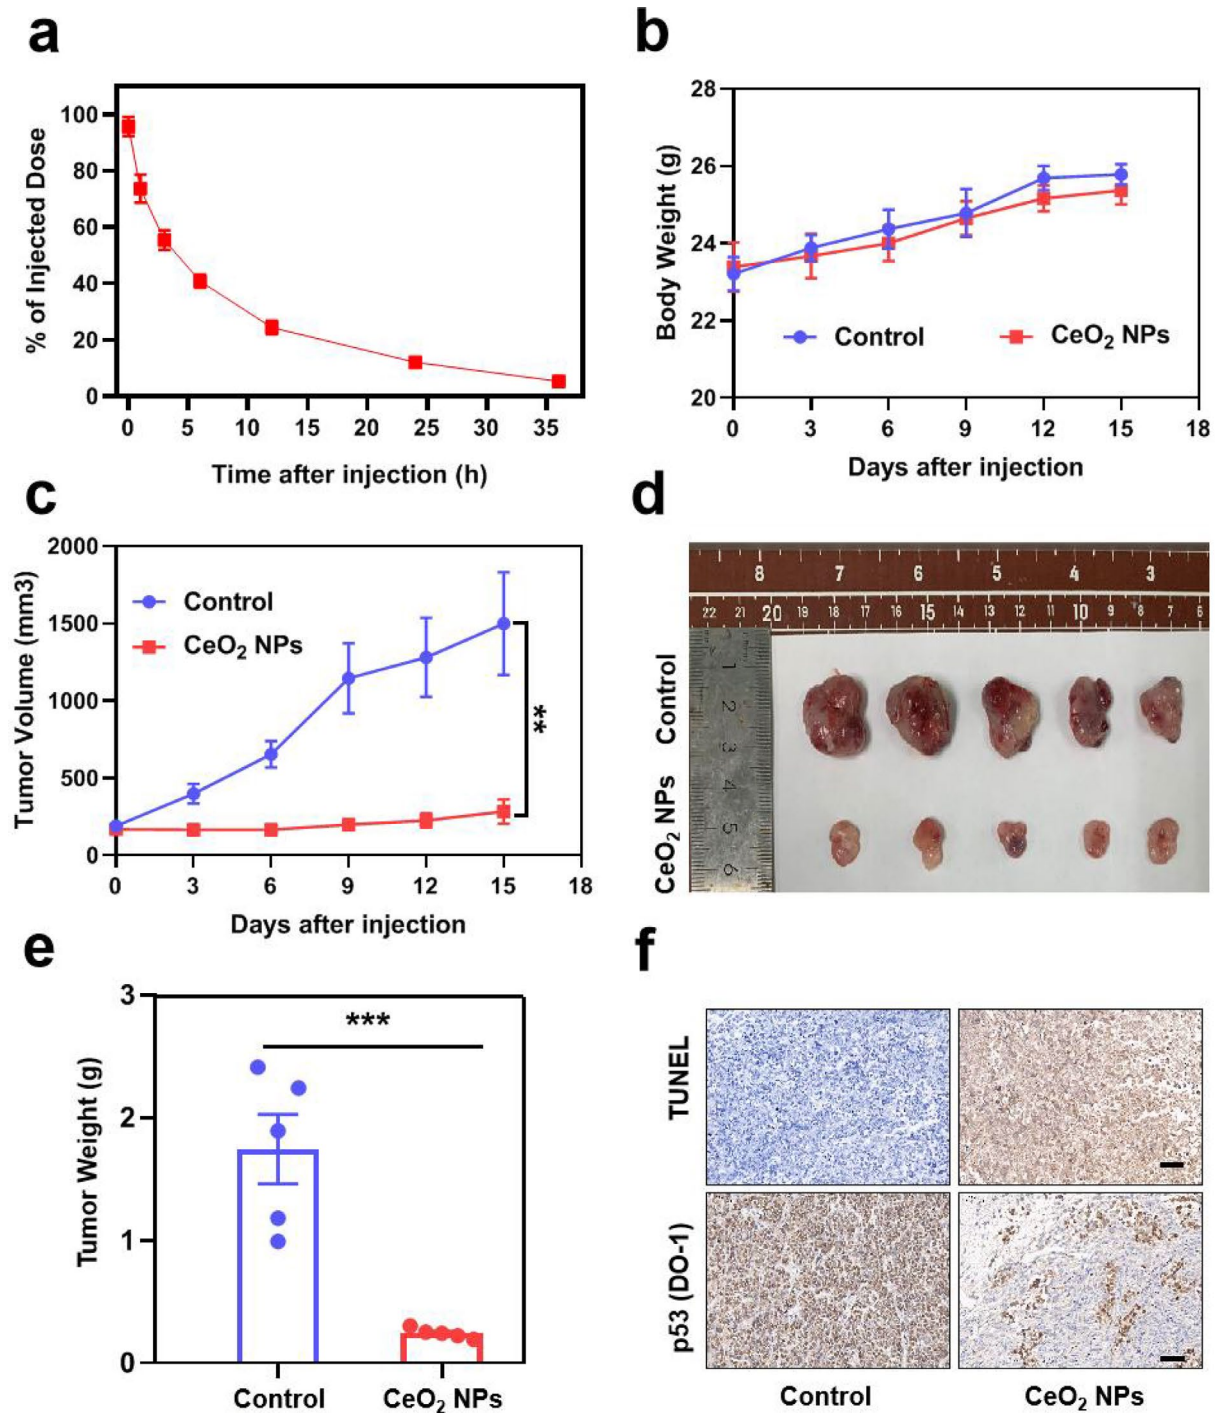 a
% of Injected Dose
100
80
60
40
20
0
0 5 10 15 20 25 30 35
Time after injection (h)
b
Body Weight (g)
28
26
24
22
20
Control
CeO₂ NPs
0 3 6 9 12 15 18
Days after injection
c
Tumor Volume (mm3)
2000
1500
1000
500
0
Control
CeO₂ NPs
**
0 3 6 9 12 15 18
Days after injection
d
8 7 6 5 4 3
22 21 20 19 18 17 16 15 14 13 12 11 10 9 8 7 6
1
2
3
4
5
6
Control
CeO₂ NPs
e
Tumor Weight (g)
3
2
1
0
***
Control CeO₂ NPs
f
TUNEL
p53 (DO-1)
Control CeO₂ NPs